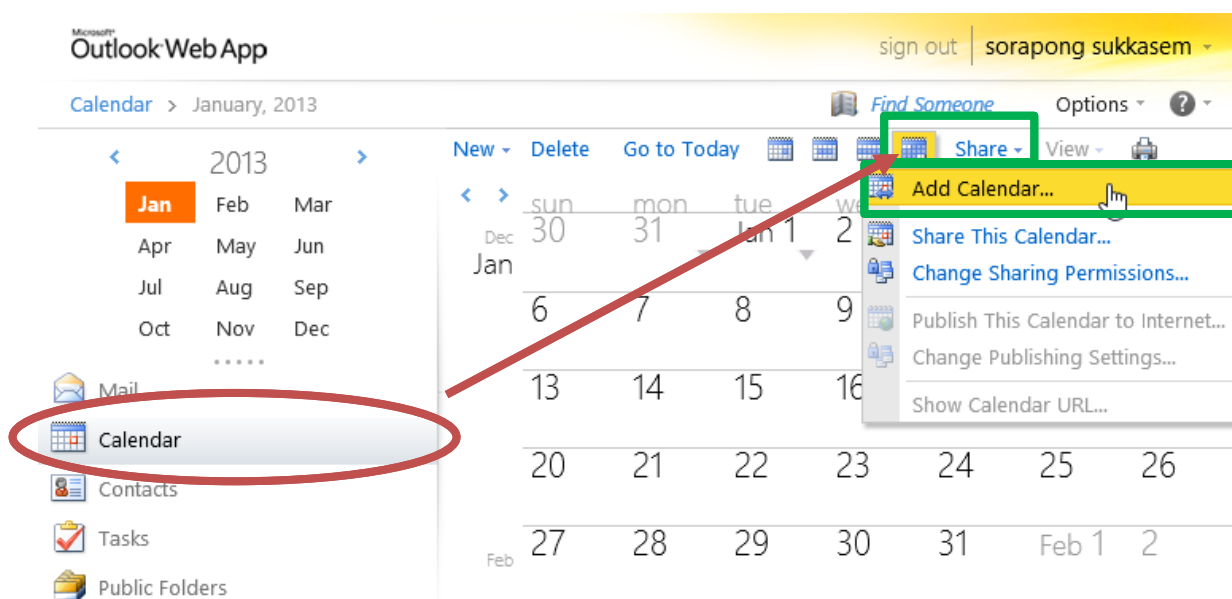 Microsoft®
Outlook Web App
sign out sorapong sukkasem
Calendar > January, 2013
Find Someone Options
2013
Jan Feb Mar
Apr May Jun
Jul Aug Sep
Oct Nov Dec
Mail
Calendar
Contacts
Tasks
Public Folders
New Delete Go to Today Share View
sun mon tue we
Dec 30 31 Jan 1 2
Jan
6 7 8 9
13 14 15 16
20 21 22 23 24 25 26
Feb 27 28 29 30 31 Feb 1 2
Add Calendar...
Share This Calendar...
Change Sharing Permissions...
Publish This Calendar to Internet...
Change Publishing Settings...
Show Calendar URL...